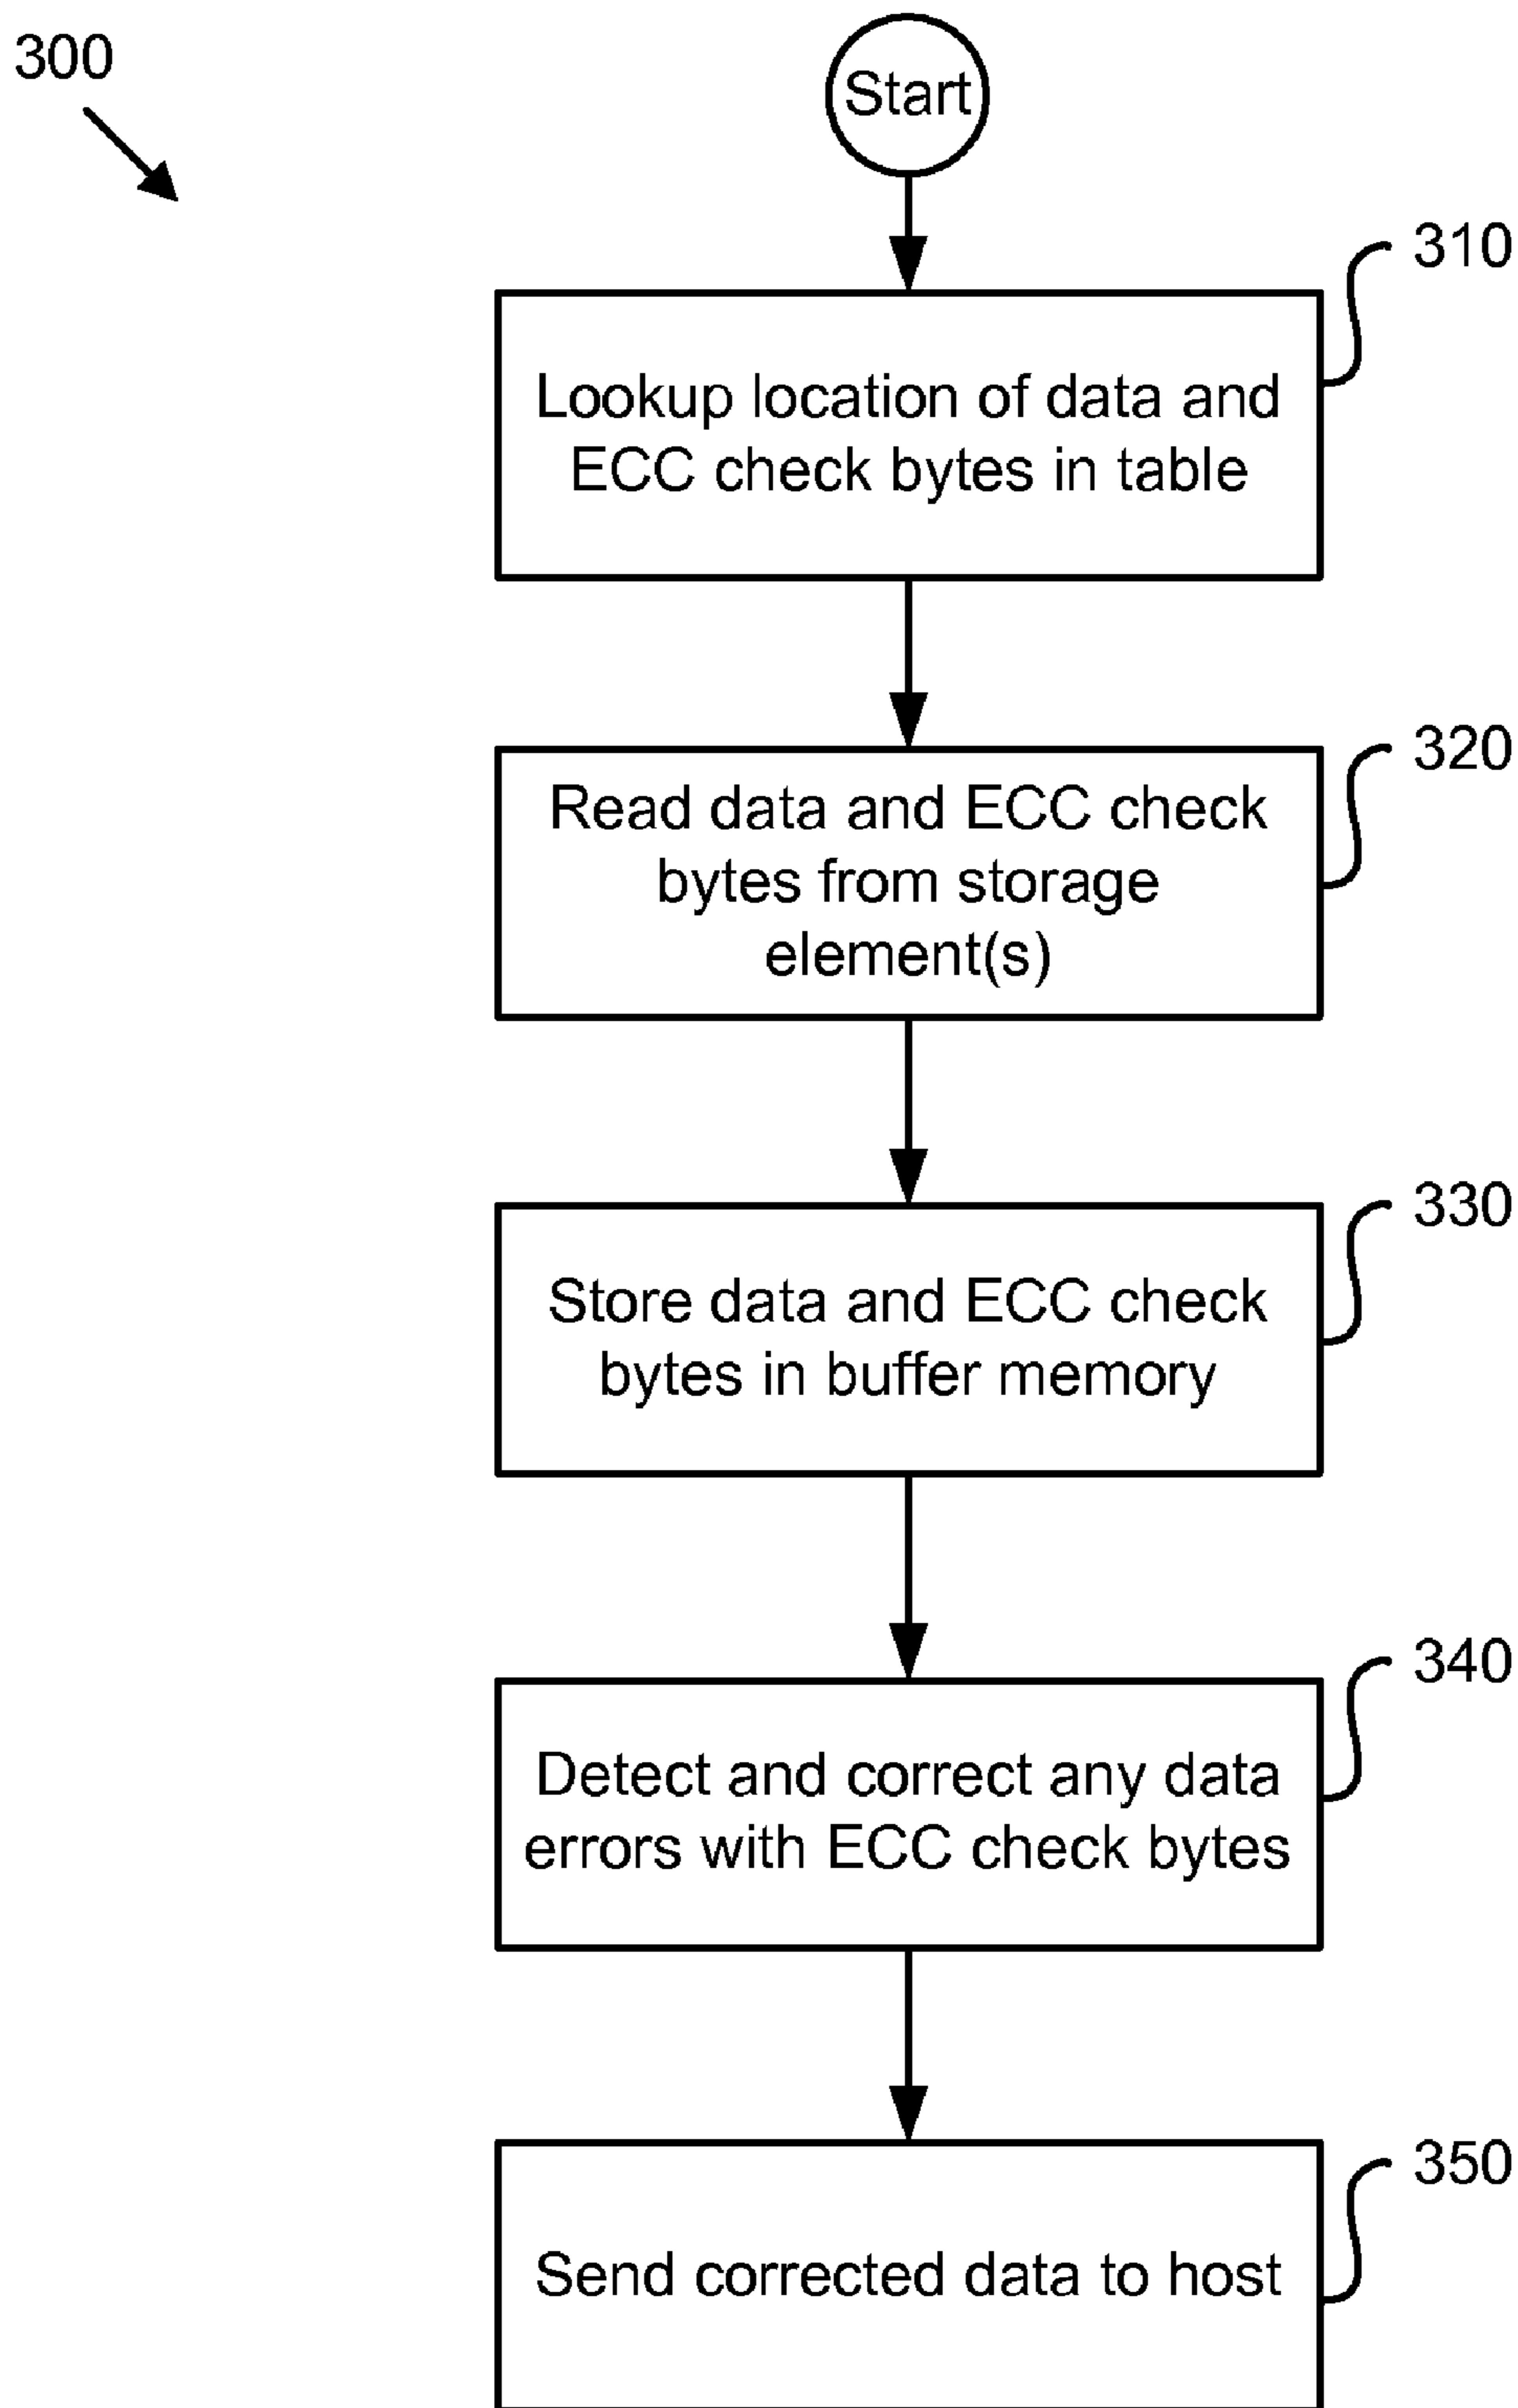 300
Start
310
Lookup location of data and
ECC check bytes in table
320
Read data and ECC check
bytes from storage
element(s)
330
Store data and ECC check
bytes in buffer memory
340
Detect and correct any data
errors with ECC check bytes
350
Send corrected data to host